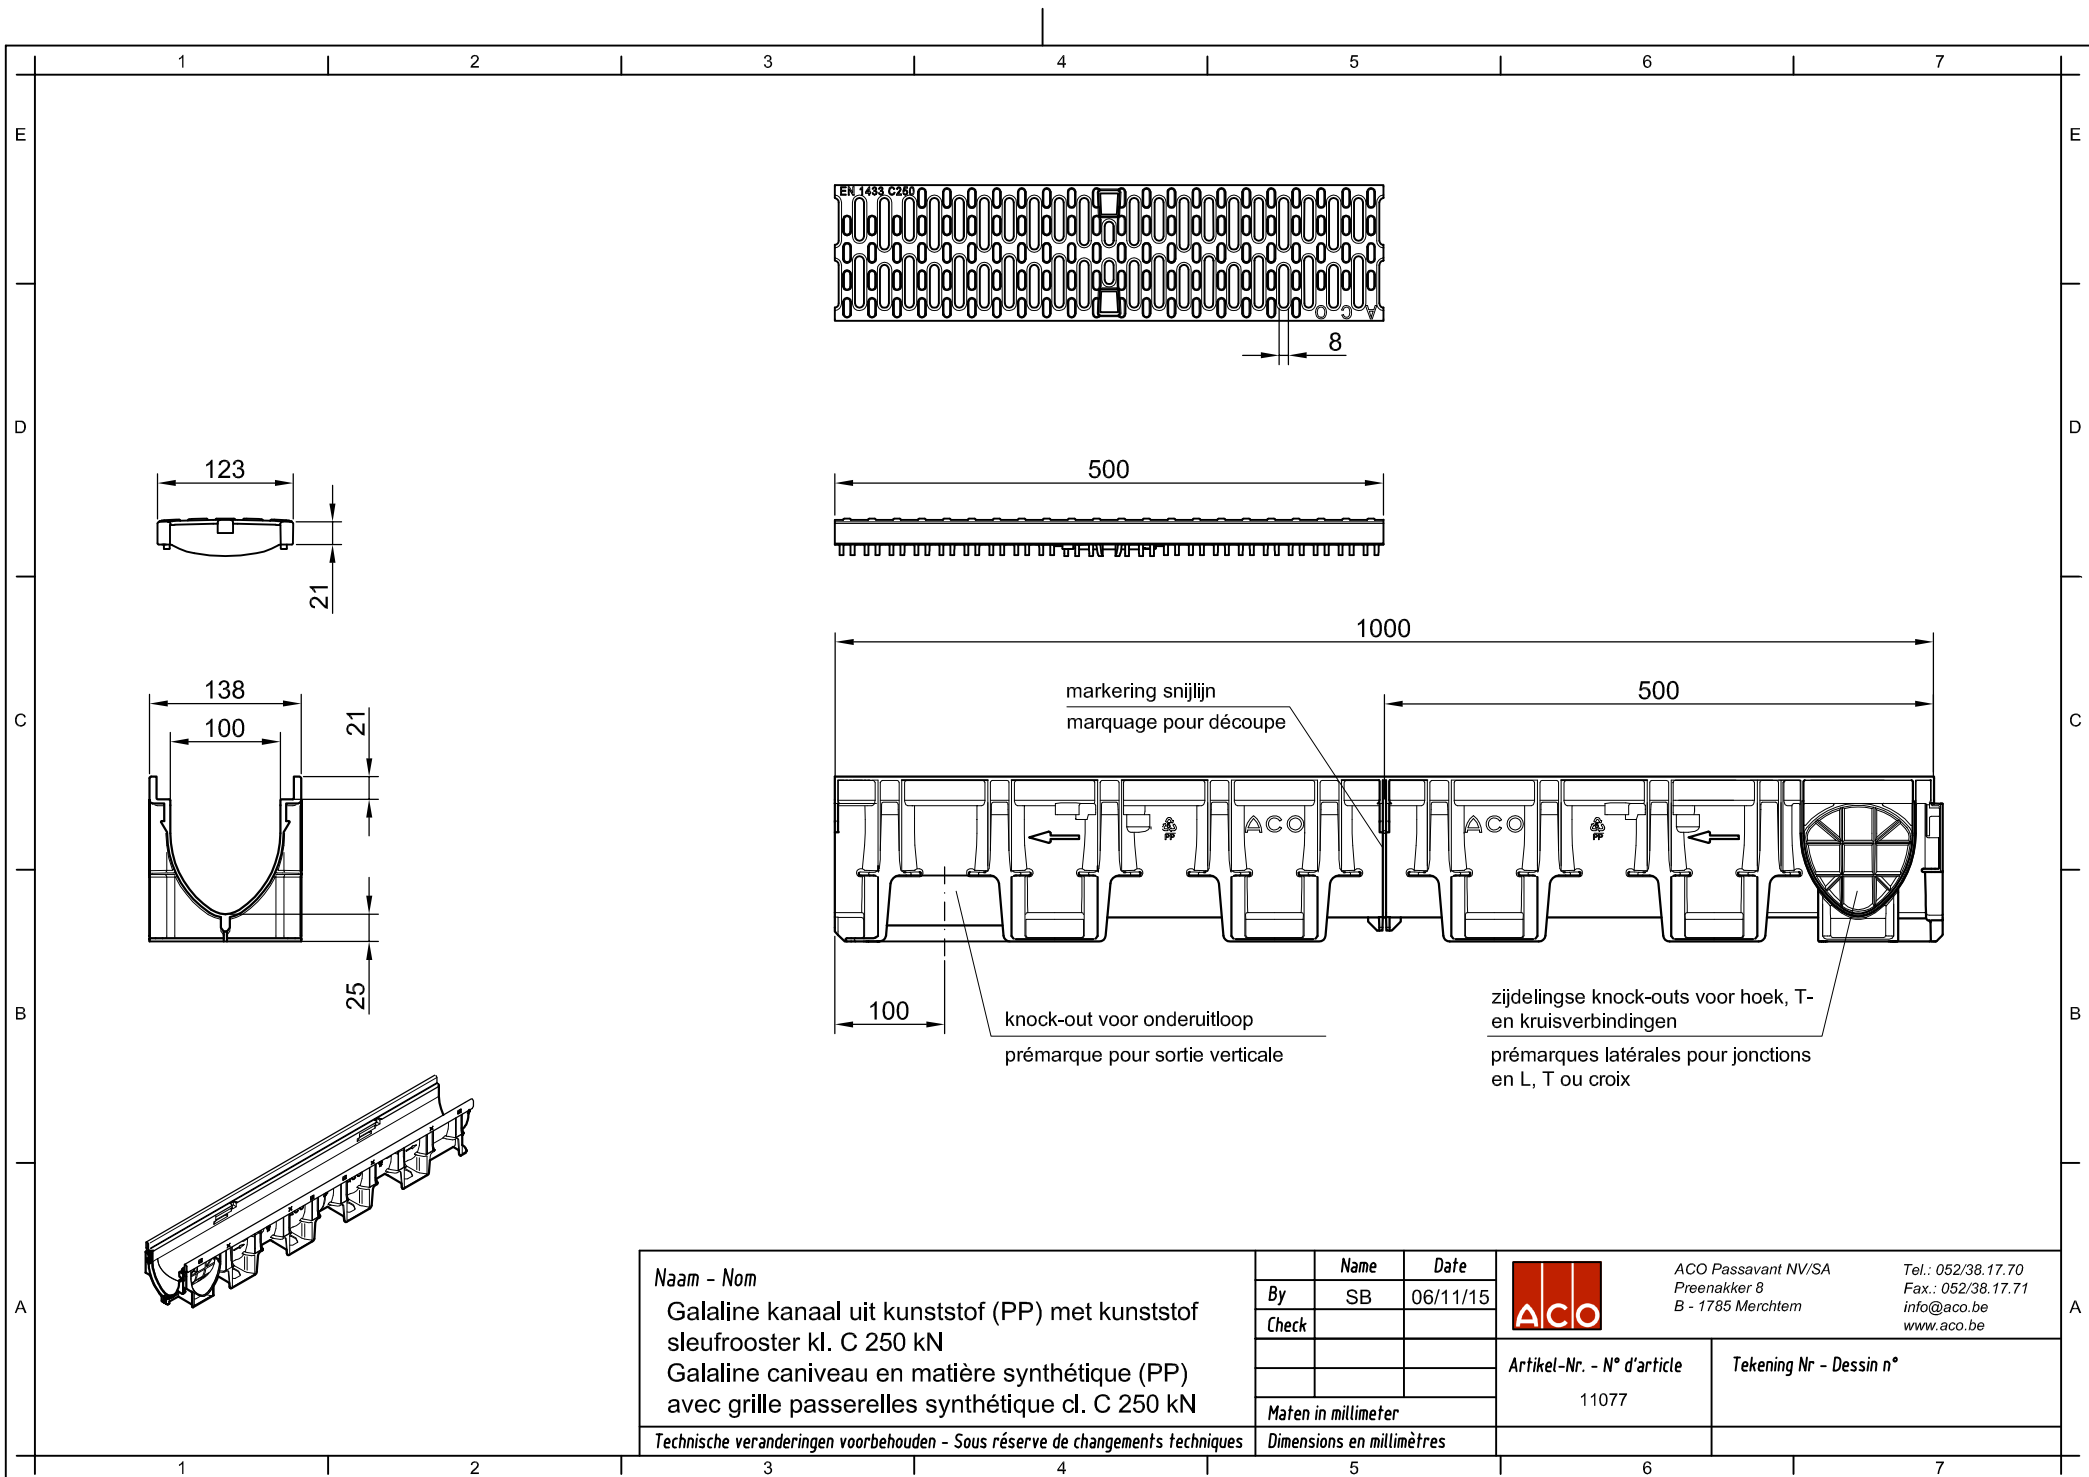 1 2 3 4 5 6 7
E E
EN 1433 C250
ACO
8
D D
123
500
21
1000
138
100
21
markering snijlijn
marquage pour découpe
500
C C
PP
ACO
ACO
PP
25
100
knock-out voor onderuitloop
prémarque pour sortie verticale
zijdelingse knock-outs voor hoek, T-
en kruisverbindingen
prémarques latérales pour jonctions
en L, T ou croix
B B
A A
Naam - Nom
Galaline kanaal uit kunststof (PP) met kunststof
sleufrooster kl. C 250 kN
Galaline caniveau en matière synthétique (PP)
avec grille passerelles synthétique cl. C 250 kN
Technische veranderingen voorbehouden - Sous réserve de changements techniques
Name Date
By SB 06/11/15
Check
Maten in millimeter
Dimensions en millimètres
ACO
ACO Passavant NV/SA
Preenakker 8
B - 1785 Merchtem
Tel.: 052/38.17.70
Fax.: 052/38.17.71
info@aco.be
www.aco.be
Artikel-Nr. - N° d'article
11077
Tekening Nr - Dessin n°
1 2 3 4 5 6 7